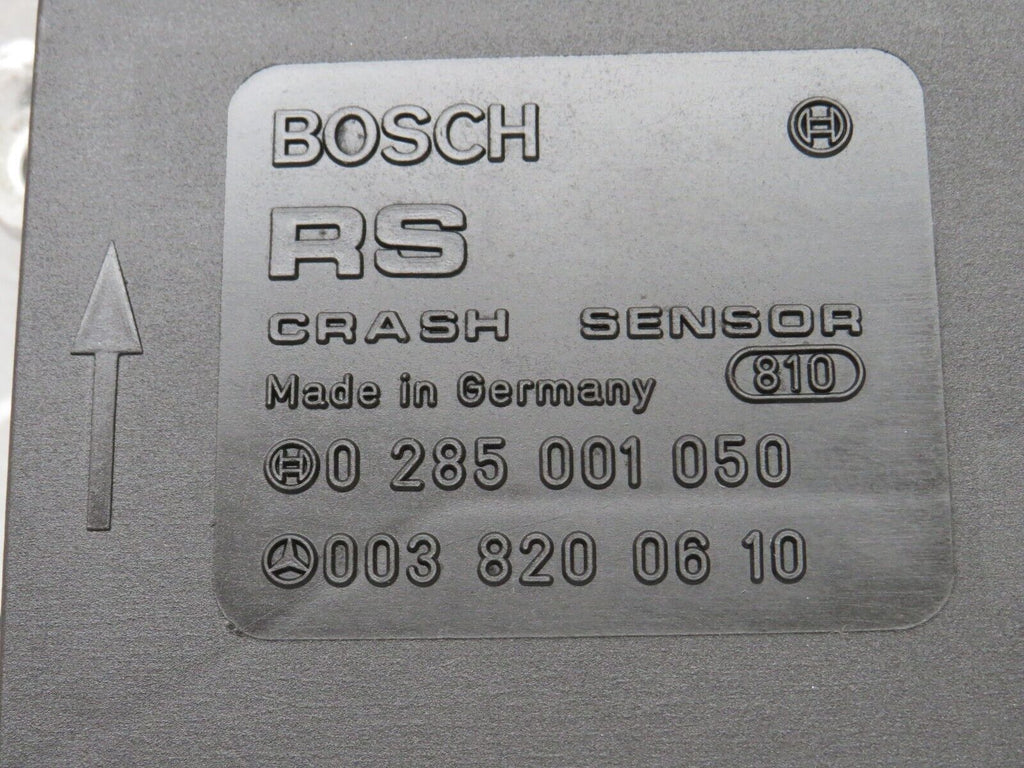 BOSCH
RS
CRASH SENSOR
Made in Germany 810
0 285 001 050
003 820 06 10